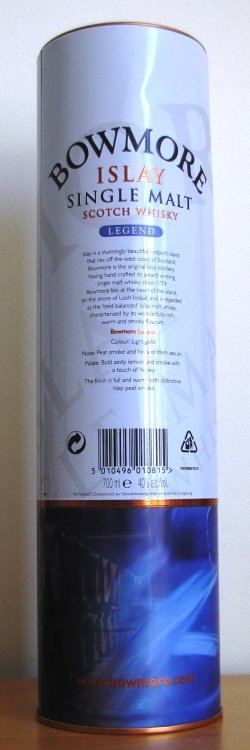 BOWMORE
ISLAY
SINGLE MALT
SCOTCH WHISKY
LEGEND
Islay is a stunningly beautiful, remote island
that lies off the west coast of Scotland.
Bowmore is the original Islay distillery,
having hand crafted its award winning
single malt whisky since 1779.
Bowmore lies at the heart of the island
on the shore of Loch Indaal and is regarded
as the 'best balanced' Islay malt whisky,
characterised by its wonderfully rich,
warm and smoky flavours.
Bowmore Legend
Colour: Light gold.
Nose: Peat smoke and hints of fresh sea air.
Palate: Bold zesty lemon and smoke with
a touch of honey.
The finish is full and warm with distinctive
Islay peat smoke.
5 010496 010815 >
700 ml e 40% alc/vol.
www.bowmore.com